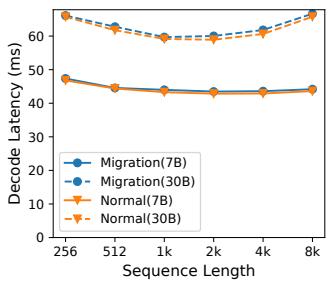 Decode Latency (ms)
60
50
40
30
20
10
0
Migration(7B)
Migration(30B)
Normal(7B)
Normal(30B)
256 512 1k 2k 4k 8k
Sequence Length